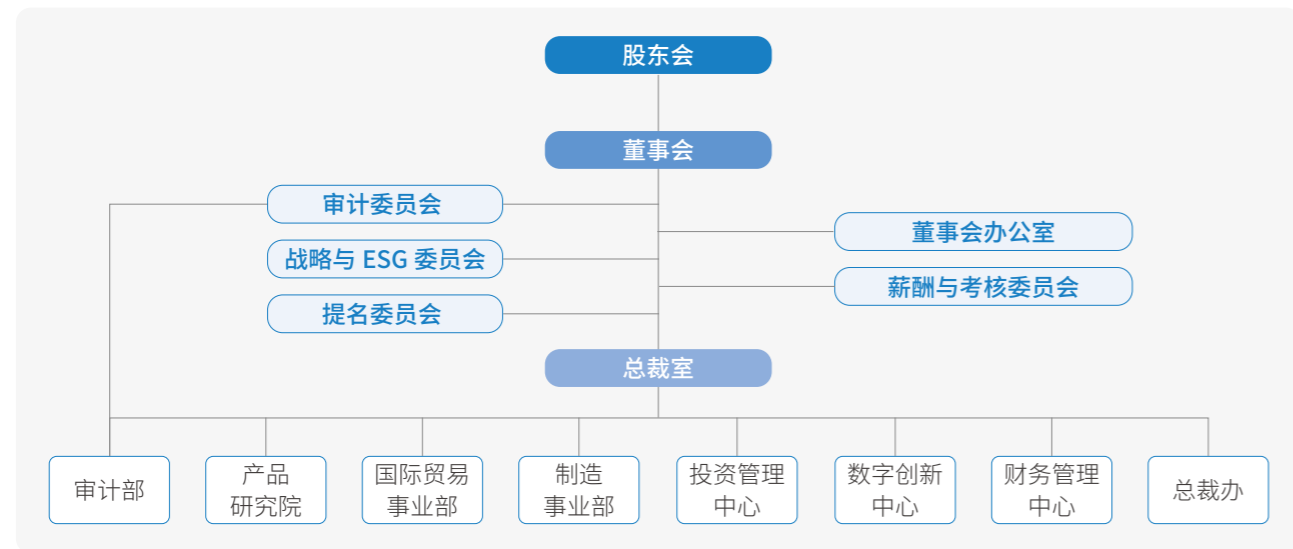 股东会
董事会
审计委员会
董事会办公室
战略与 ESG 委员会
薪酬与考核委员会
提名委员会
总裁室
审计部
产品
研究院
国际贸易
事业部
制造
事业部
投资管理
中心
数字创新
中心
财务管理
中心
总裁办